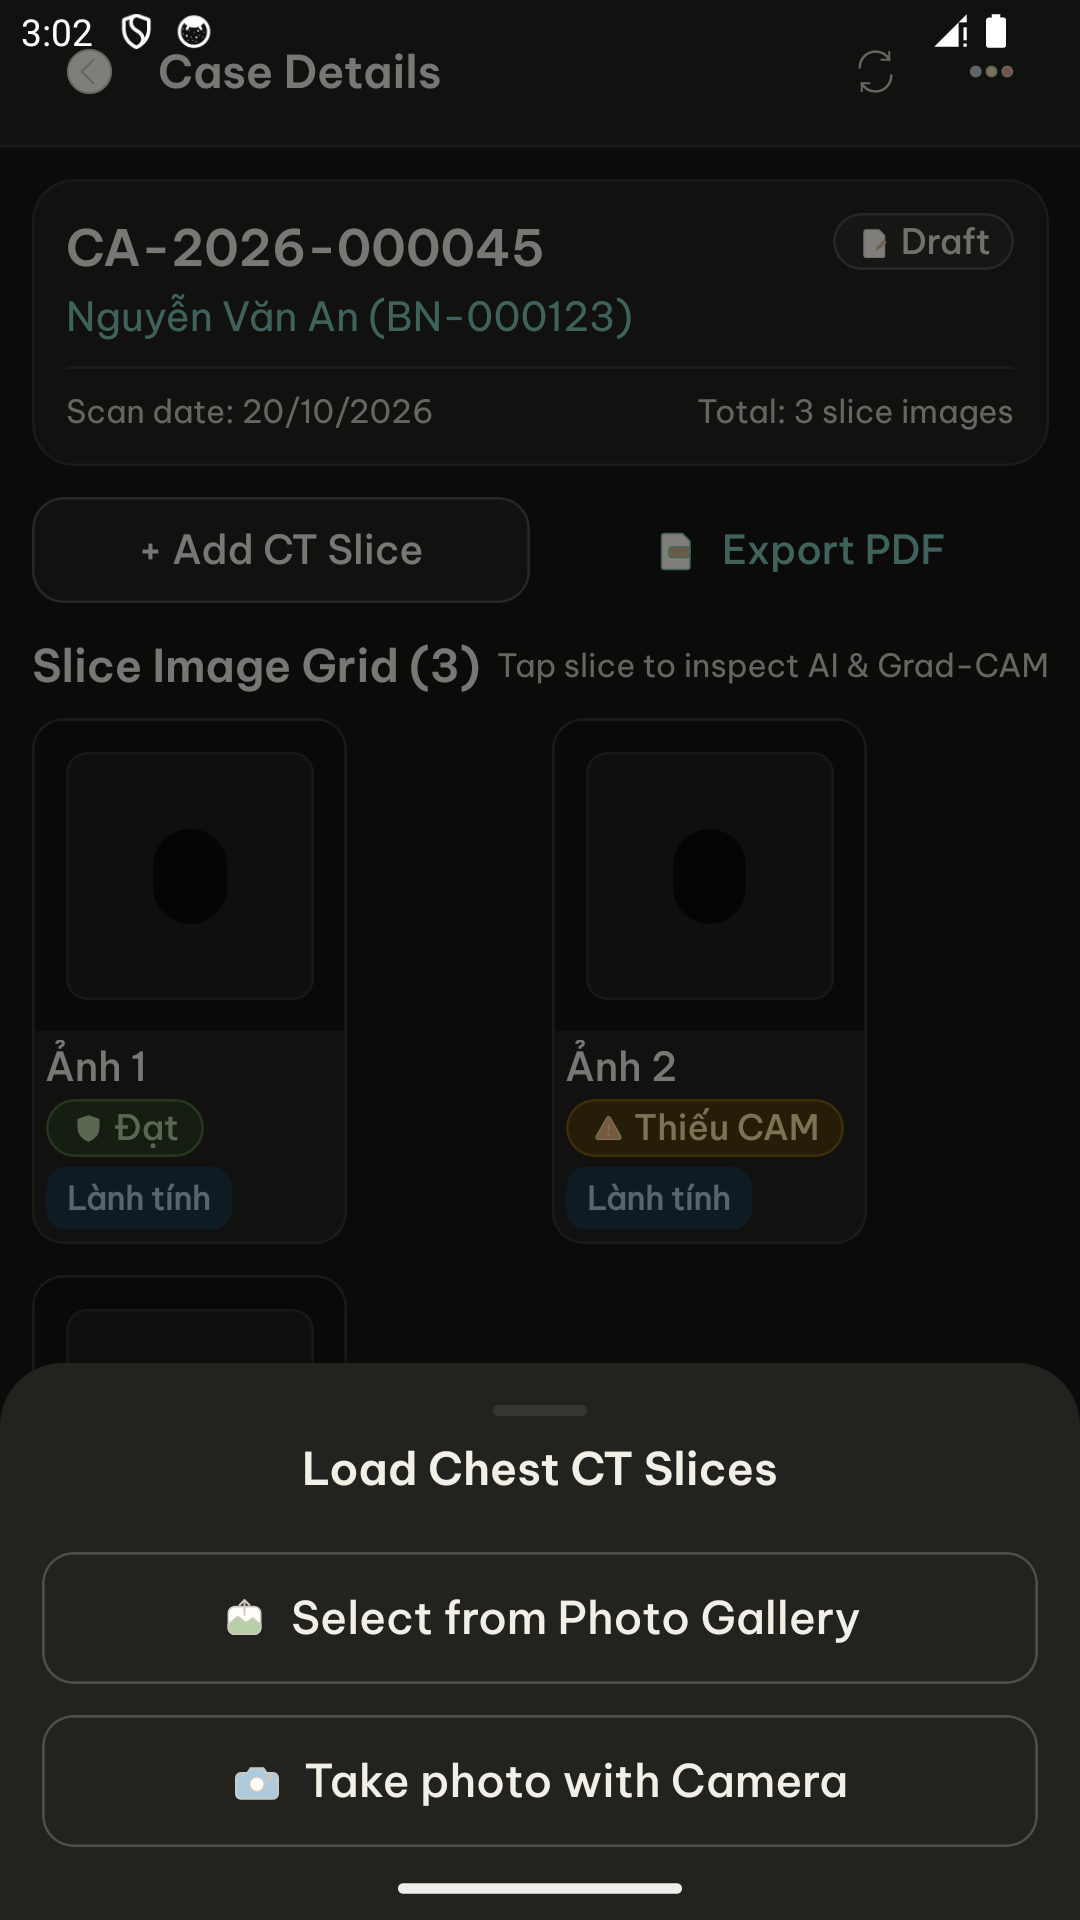 3:02
Case Details
CA-2026-000045
Draft
Nguyễn Văn An (BN-000123)
Scan date: 20/10/2026
Total: 3 slice images
+ Add CT Slice
Export PDF
Slice Image Grid (3)
Tap slice to inspect AI & Grad-CAM
Ảnh 1
Ảnh 2
Đạt
Thiếu CAM
Lành tính
Lành tính
Load Chest CT Slices
Select from Photo Gallery
Take photo with Camera